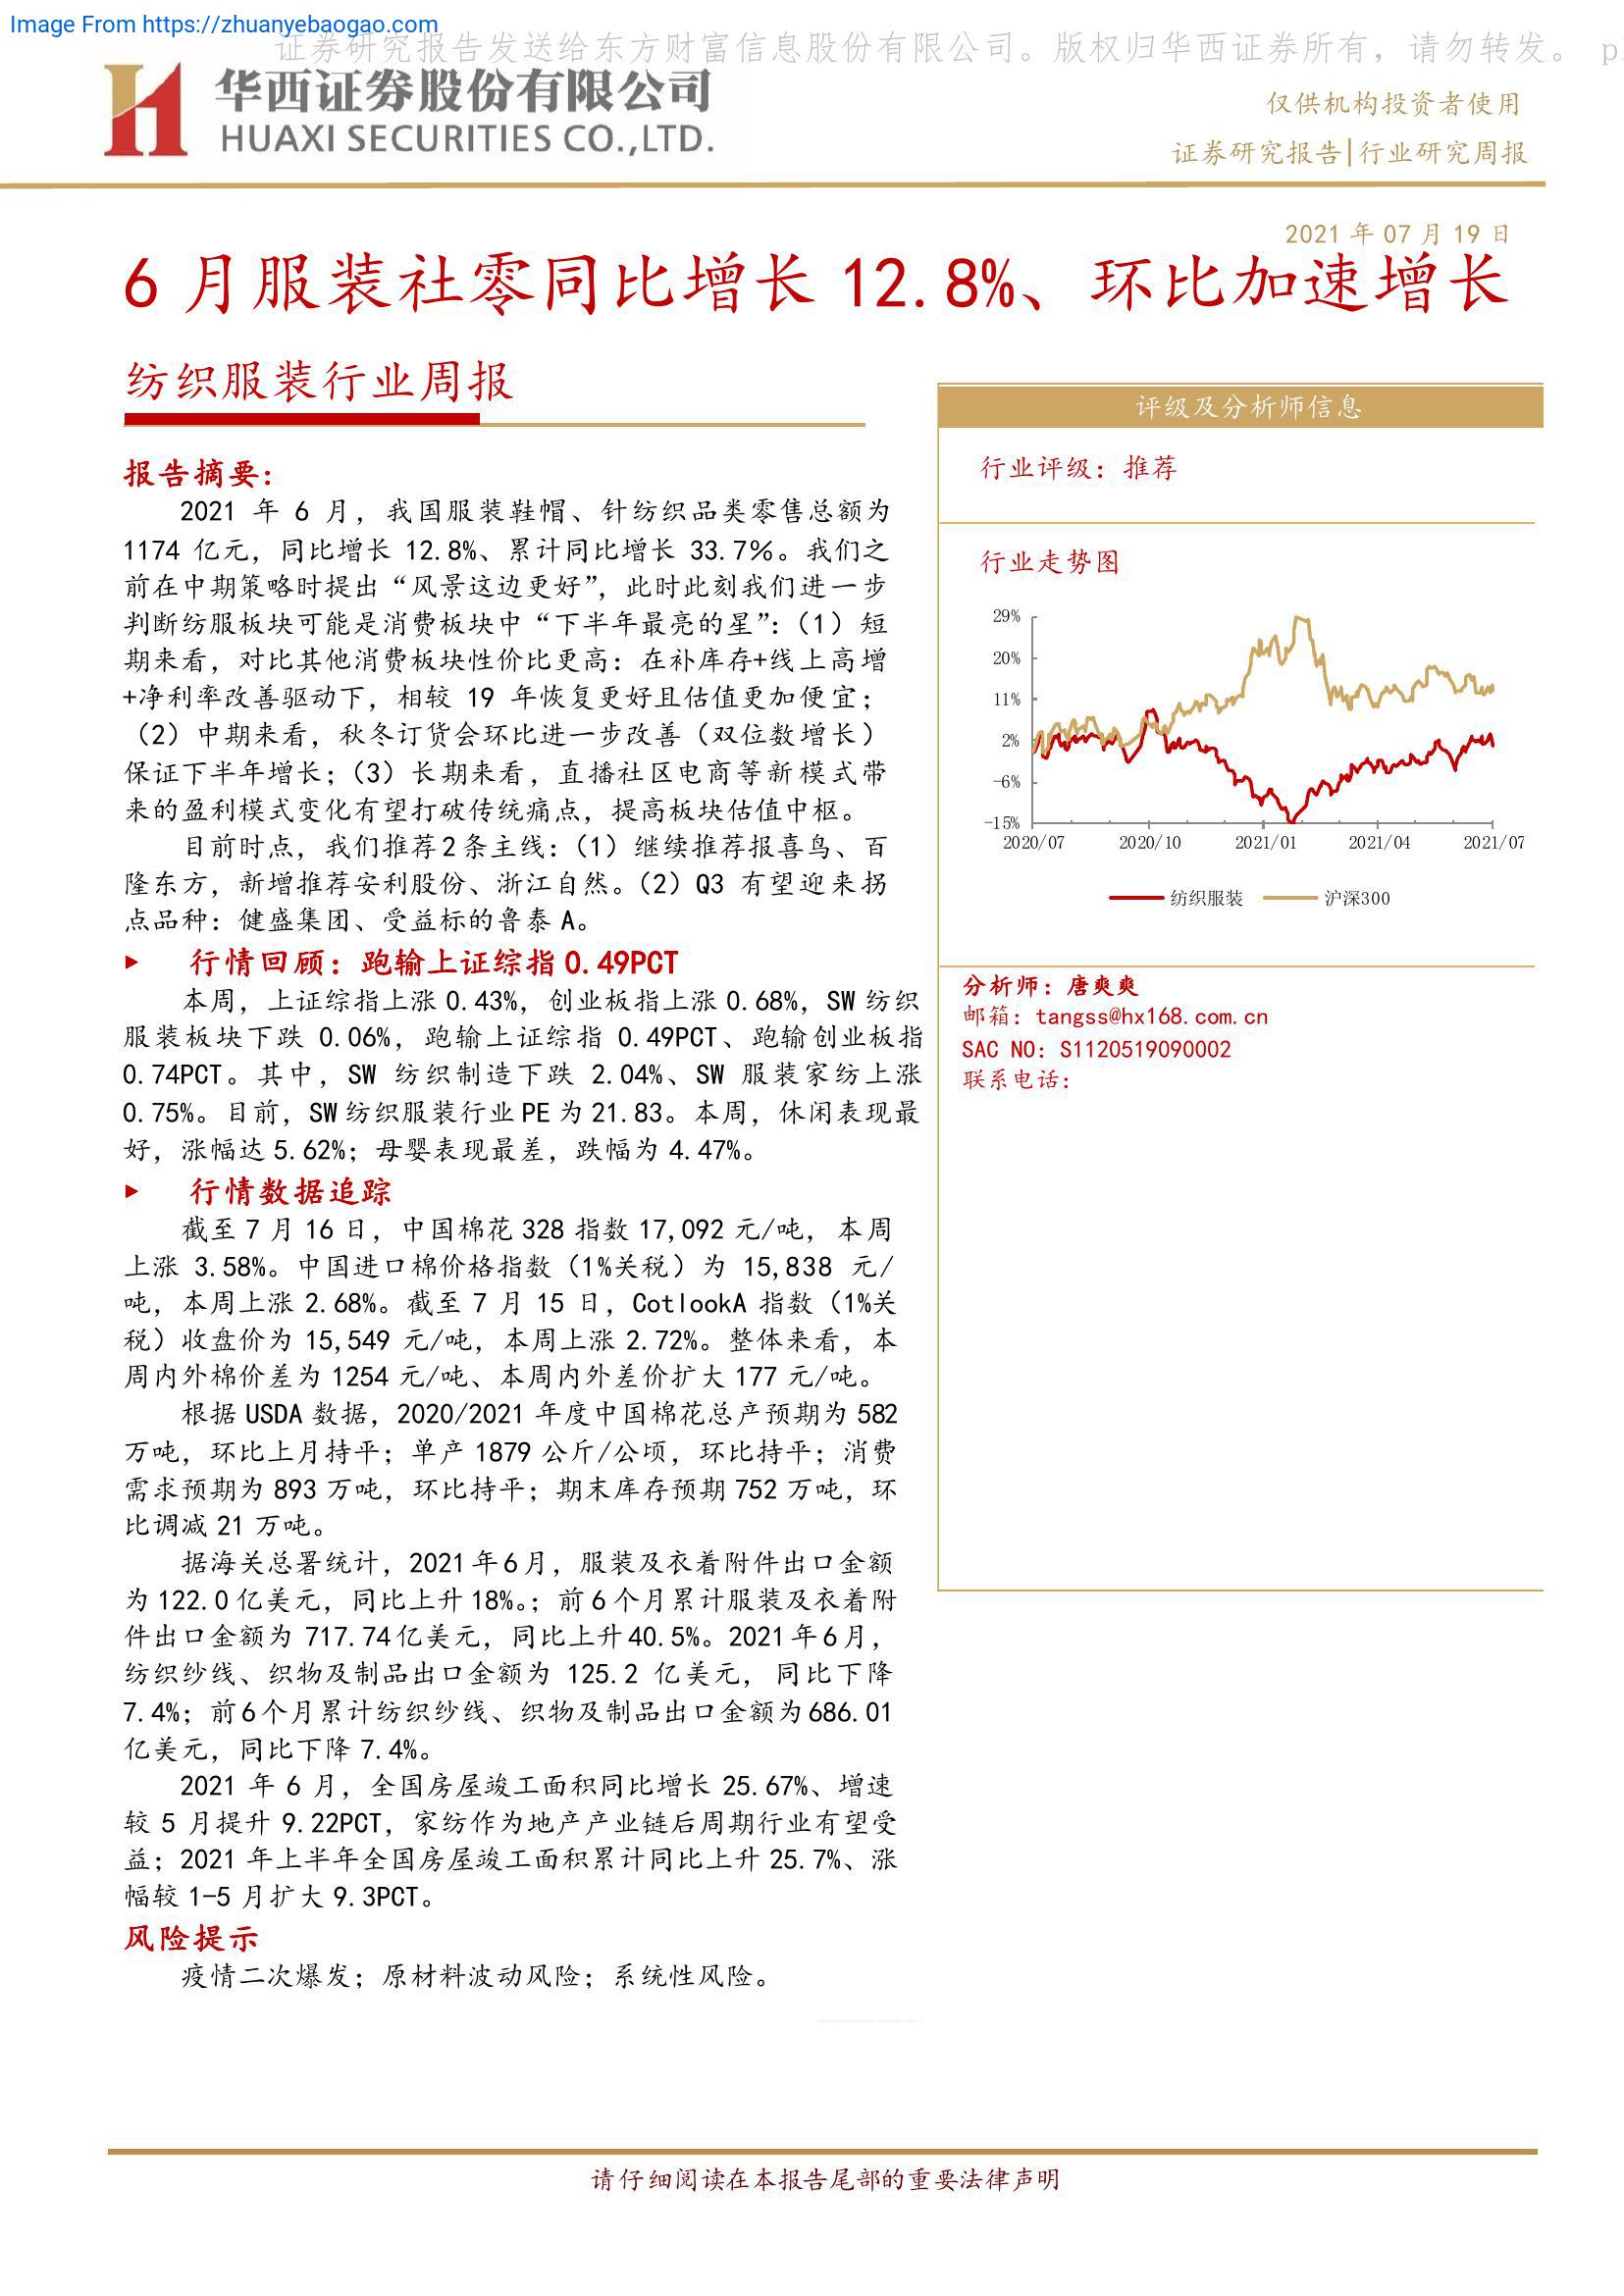 Image From https://zhuanyebaogao.com
证券研究报告发送给东方财富信息股份有限公司。版权归华西证券所有，请勿转发。 p
华西证券股份有限公司
HUAXI SECURITIES CO.,LTD.
仅供机构投资者使用
证券研究报告|行业研究周报
2021 年 07 月 19 日
6 月服装社零同比增长 12.8%、环比加速增长
纺织服装行业周报
报告摘要：
2021 年 6 月，我国服装鞋帽、针纺织品类零售总额为
1174 亿元，同比增长 12.8%、累计同比增长 33.7%。我们之
前在中期策略时提出“风景这边更好”，此时此刻我们进一步
判断纺服板块可能是消费板块中“下半年最亮的星”：（1）短
期来看，对比其他消费板块性价比更高：在补库存+线上高增
+净利率改善驱动下，相较 19 年恢复更好且估值更加便宜；
（2）中期来看，秋冬订货会环比进一步改善（双位数增长）
保证下半年增长；（3）长期来看，直播社区电商等新模式带
来的盈利模式变化有望打破传统痛点，提高板块估值中枢。
目前时点，我们推荐 2 条主线：（1）继续推荐报喜鸟、百
隆东方，新增推荐安利股份、浙江自然。（2）Q3 有望迎来拐
点品种：健盛集团、受益标的鲁泰 A。
行情回顾：跑输上证综指 0.49PCT
本周，上证综指上涨 0.43%，创业板指上涨 0.68%，SW 纺织
服装板块下跌 0.06%，跑输上证综指 0.49PCT、跑输创业板指
0.74PCT。其中，SW 纺织制造下跌 2.04%、SW 服装家纺上涨
0.75%。目前，SW 纺织服装行业 PE 为 21.83。本周，休闲表现最
好，涨幅达 5.62%；母婴表现最差，跌幅为 4.47%。
行情数据追踪
截至 7 月 16 日，中国棉花 328 指数 17,092 元/吨，本周
上涨 3.58%。中国进口棉价格指数（1%关税）为 15,838 元/
吨，本周上涨 2.68%。截至 7 月 15 日，CotlookA 指数（1%关
税）收盘价为 15,549 元/吨，本周上涨 2.72%。整体来看，本
周内外棉价差为 1254 元/吨、本周内外差价扩大 177 元/吨。
根据 USDA 数据，2020/2021 年度中国棉花总产预期为 582
万吨，环比上月持平；单产 1879 公斤/公顷，环比持平；消费
需求预期为 893 万吨，环比持平；期末库存预期 752 万吨，环
比调减 21 万吨。
据海关总署统计，2021 年 6 月，服装及衣着附件出口金额
为 122.0 亿美元，同比上升 18%。；前 6 个月累计服装及衣着附
件出口金额为 717.74 亿美元，同比上升 40.5%。2021 年 6 月，
纺织纱线、织物及制品出口金额为 125.2 亿美元，同比下降
7.4%；前 6 个月累计纺织纱线、织物及制品出口金额为 686.01
亿美元，同比下降 7.4%。
2021 年 6 月，全国房屋竣工面积同比增长 25.67%、增速
较 5 月提升 9.22PCT，家纺作为地产产业链后周期行业有望受
益；2021 年上半年全国房屋竣工面积累计同比上升 25.7%、涨
幅较 1-5 月扩大 9.3PCT。
风险提示
疫情二次爆发；原材料波动风险；系统性风险。
评级及分析师信息
行业评级：推荐
行业走势图
29%
20%
11%
2%
-6%
-15%
2020/07 2020/10 2021/01 2021/04 2021/07
纺织服装 沪深300
分析师：唐爽爽
邮箱：tangss@hx168.com.cn
SAC NO：S1120519090002
联系电话：
请仔细阅读在本报告尾部的重要法律声明